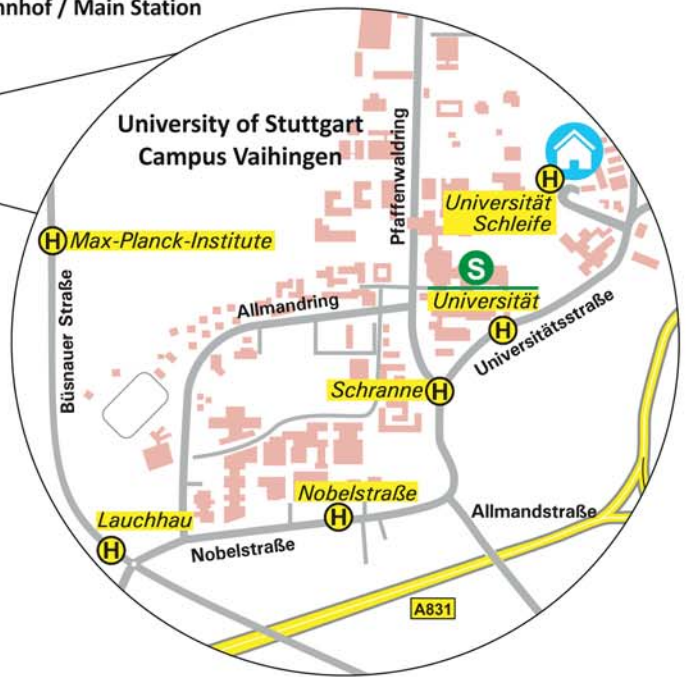 nhof / Main Station
University of Stuttgart
Campus Vaihingen
Pfaffenwaldring
H
Universität
Schleife
H Max-Planck-Institute
S
Universität
H
Universitätsstraße
Allmandring
Büsnauer Straße
Schranne H
Nobelstraße
H
Allmandstraße
Lauchhau
H
Nobelstraße
A831